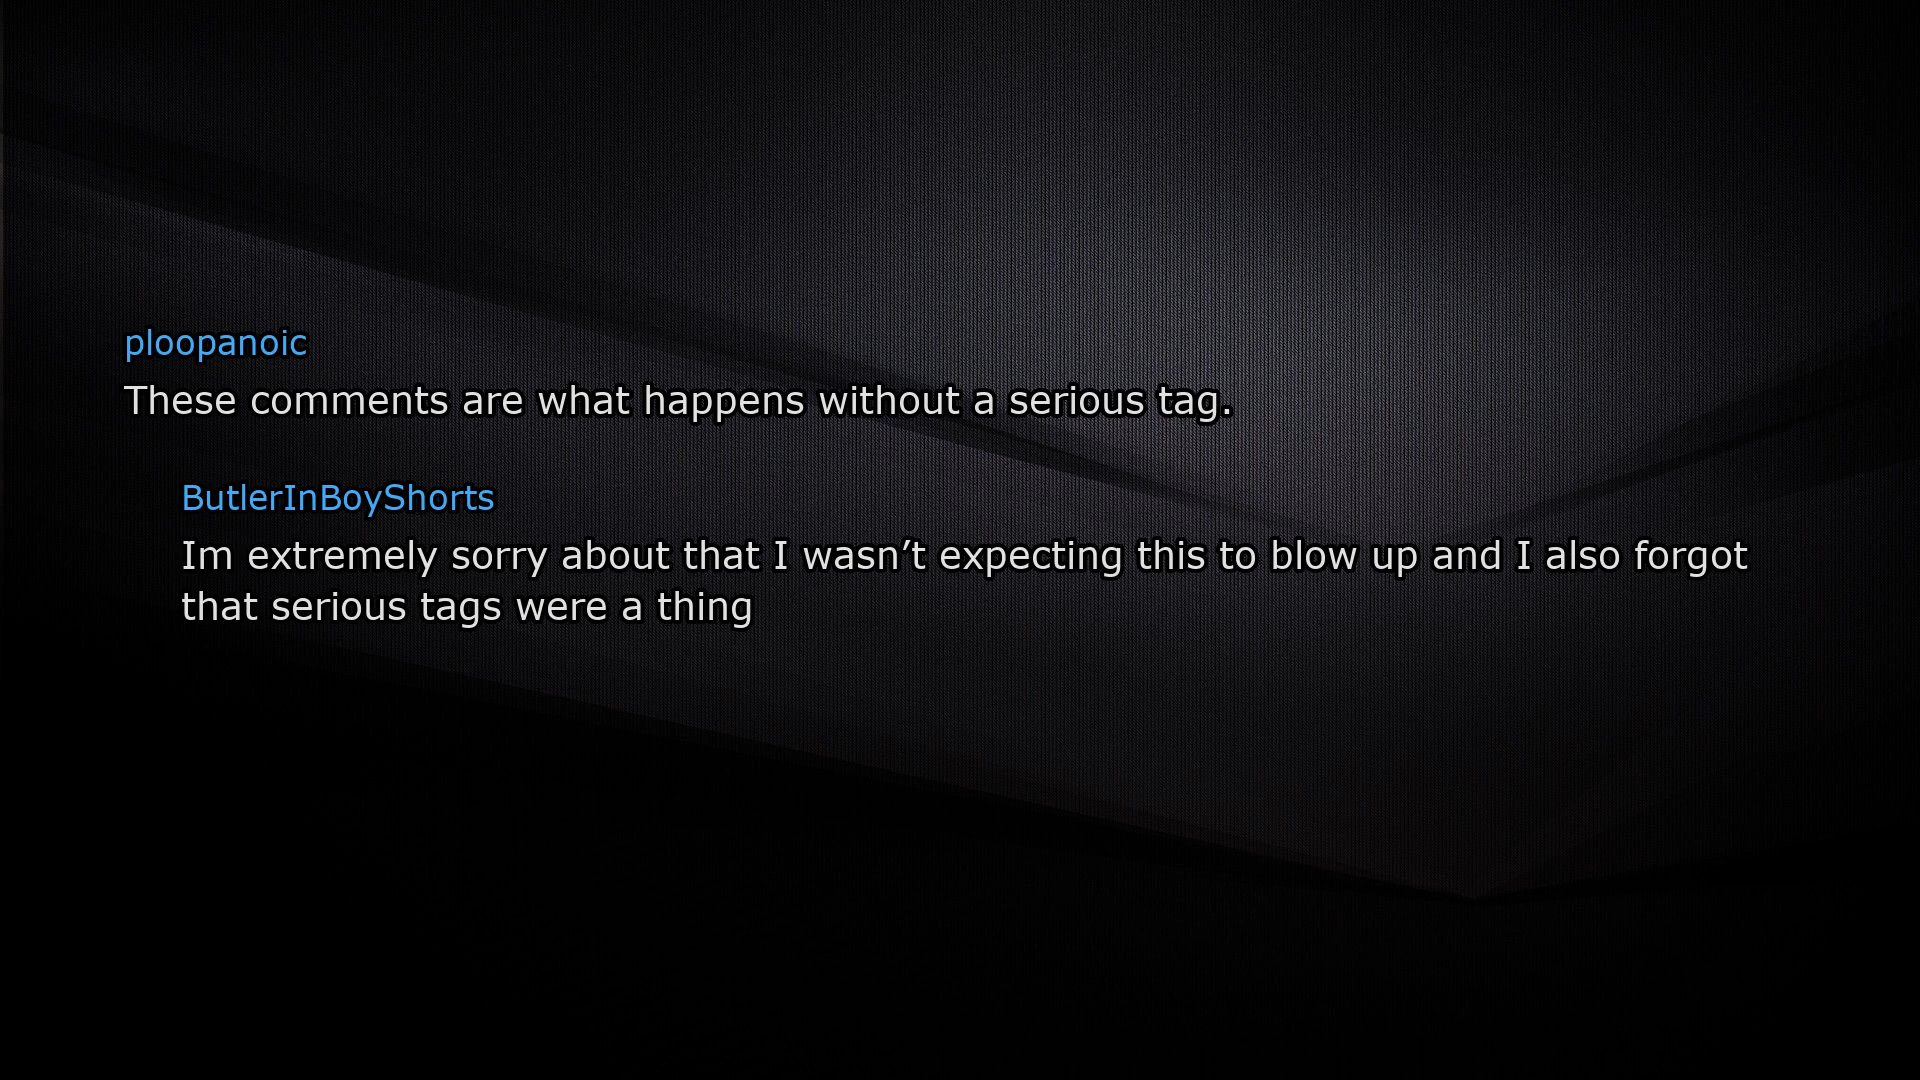 ploopanoic
These comments are what happens without a serious tag.
ButlerInBoyShorts
Im extremely sorry about that I wasn’t expecting this to blow up and I also forgot
that serious tags were a thing